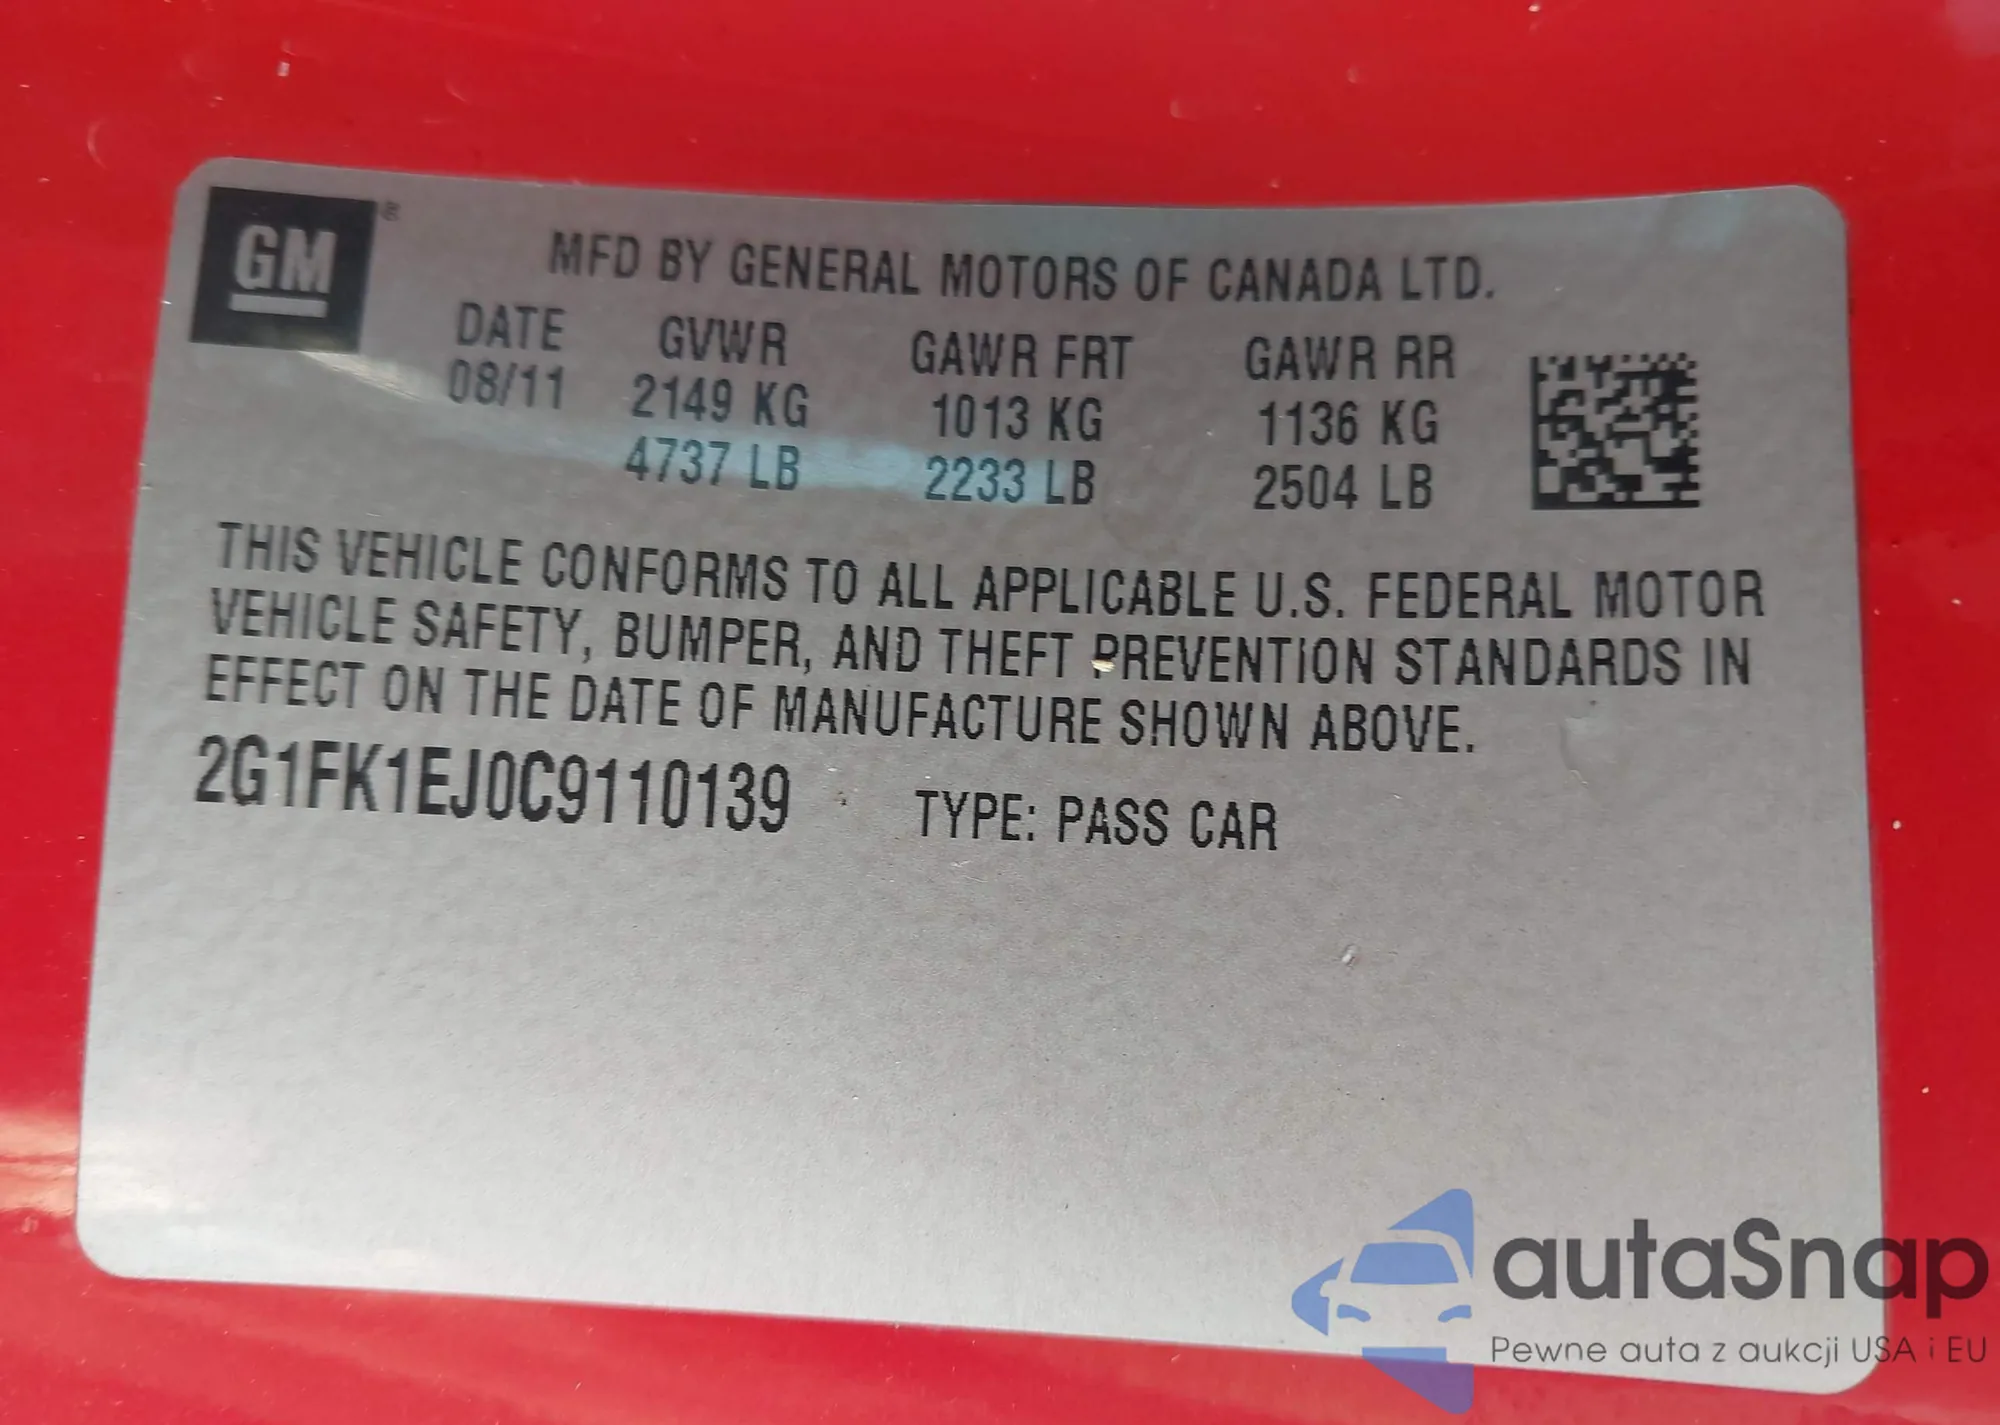 GM
MFD BY GENERAL MOTORS OF CANADA LTD.
DATE GVWR GAWR FRT GAWR RR
08/11 2149 KG 1013 KG 1136 KG
4737 LB 2233 LB 2504 LB
THIS VEHICLE CONFORMS TO ALL APPLICABLE U.S. FEDERAL MOTOR
VEHICLE SAFETY, BUMPER, AND THEFT PREVENTION STANDARDS IN
EFFECT ON THE DATE OF MANUFACTURE SHOWN ABOVE.
2G1FK1EJ0C9110139 TYPE: PASS CAR
autaSnap
Pewne auta z aukcji USA i EU